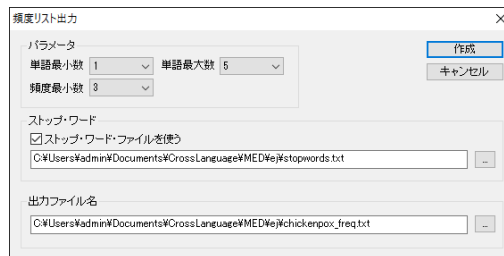 頻度リスト出力
パラメータ
単語最小数 1 単語最大数 5
頻度最小数 3
作成
キャンセル
ストップ・ワード
ストップ・ワード・ファイルを使う
C:¥Users¥admin¥Documents¥CrossLanguage¥MED¥ej¥stopwords.txt ...
出力ファイル名
C:¥Users¥admin¥Documents¥CrossLanguage¥MED¥ej¥chickenpox_freq.txt ...